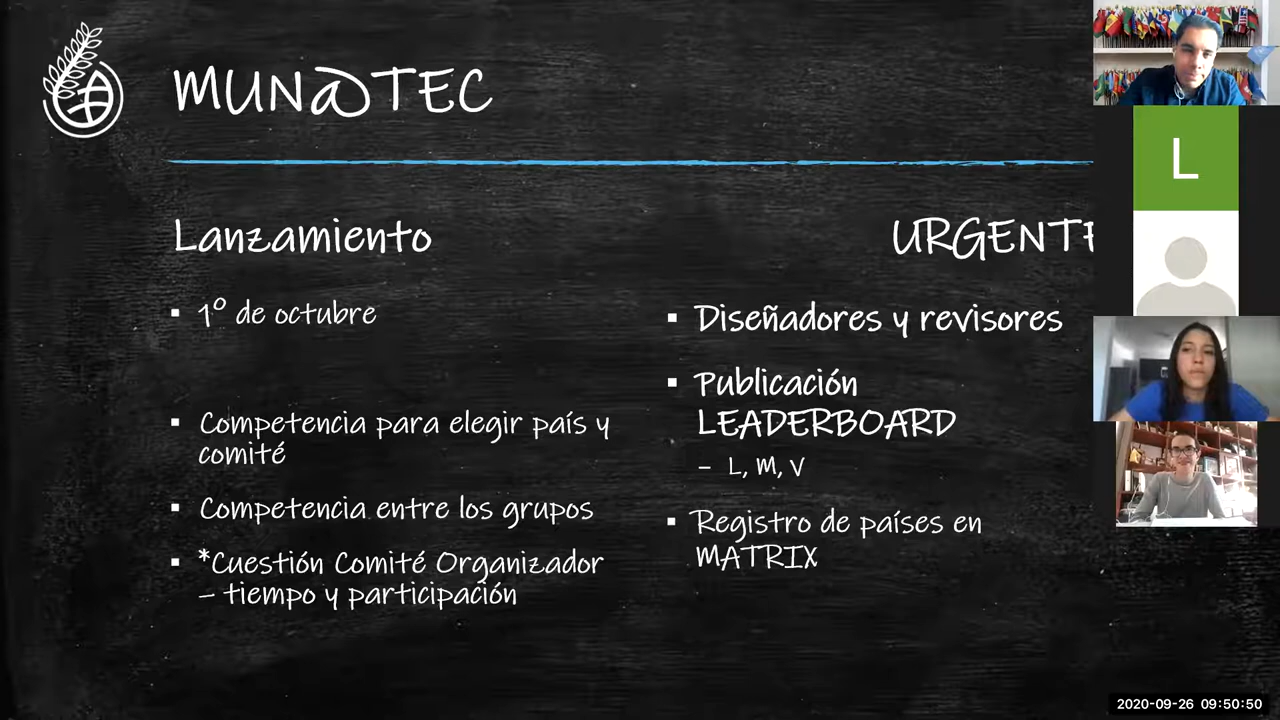 MUN@TEC
Lanzamiento
▪ 1º de octubre
▪ Competencia para elegir país y
comité
▪ Competencia entre los grupos
▪ *Cuestión Comité Organizador
– tiempo y participación
URGENTE
▪ Diseñadores y revisores
▪ Publicación
LEADERBOARD
– L, M, V
▪ Registro de países en
MATRIX
L
2020-09-26 09:50:50